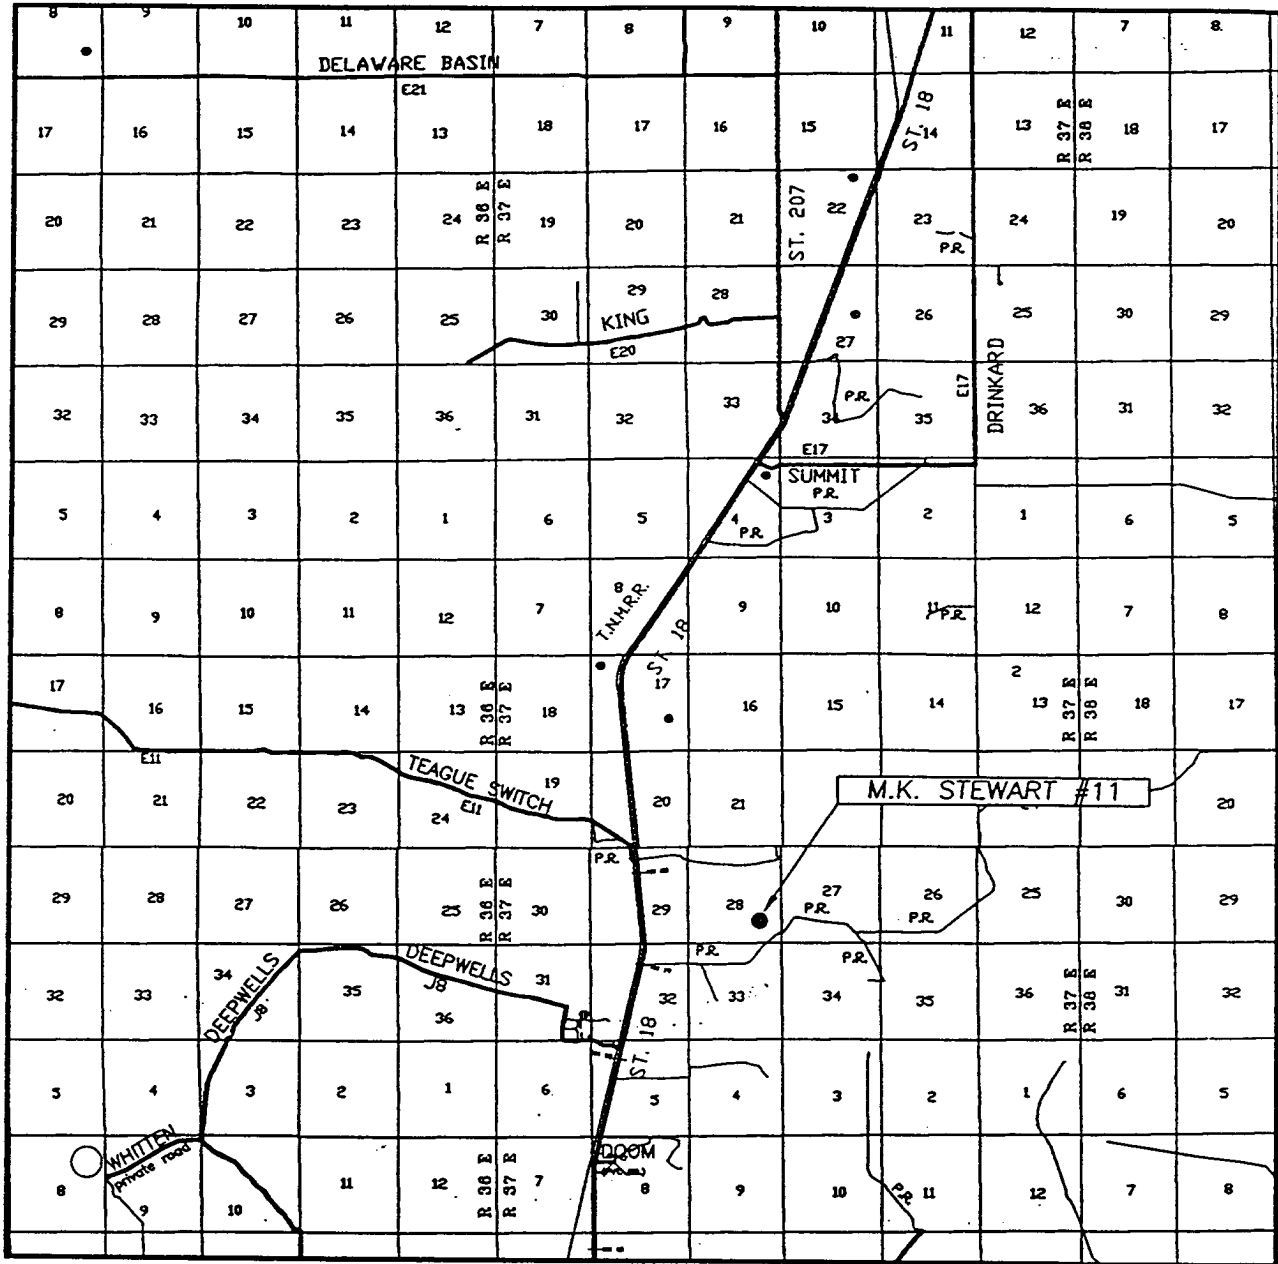 8 9 10 11 12 7 8 9 10 11 12 7 8
DELAWARE BASIN
E21
17 16 15 14 13 18 17 16 15 ST. 18 14 13 R 37 E R 38 E 18 17
20 21 22 23 24 R 36 E R 37 E 19 20 21 ST. 207 22 23 24 19 20
P.R.
29 28 27 26 25 30 29 28 27 26 25 30 29
KING
E20
32 33 34 35 36 31 32 33 34 P.R. 35 E17 DRINKARD 36 31 32
E17
SUMMIT
P.R.
5 4 3 2 1 6 5 4 P.R. 3 2 1 6 5
8 9 10 11 12 7 8 T.N.M.R.R. 9 10 11 P.R. 12 7 8
ST. 18
2
17 16 15 14 13 R 36 E R 37 E 18 17 16 15 14 13 R 37 E R 38 E 18 17
E11
TEAGUE SWITCH
E11
M.K. STEWART #11
20 21 22 23 24 19 20 21 20
P.R.
29 28 27 26 25 R 36 E R 37 E 30 29 28 27 26 25 30 29
P.R. P.R.
DEEPWELLS
J8
DEEPWELLS
J8
P.R. P.R.
32 33 34 35 36 31 32 33 34 35 36 R 37 E R 38 E 31 32
ST. 18
5 4 3 2 1 6 5 4 3 2 1 6 5
WHITTEN
private road
8 9 10 11 12 R 36 E R 37 E 7 8 9 10 P.R. 11 12 7 8